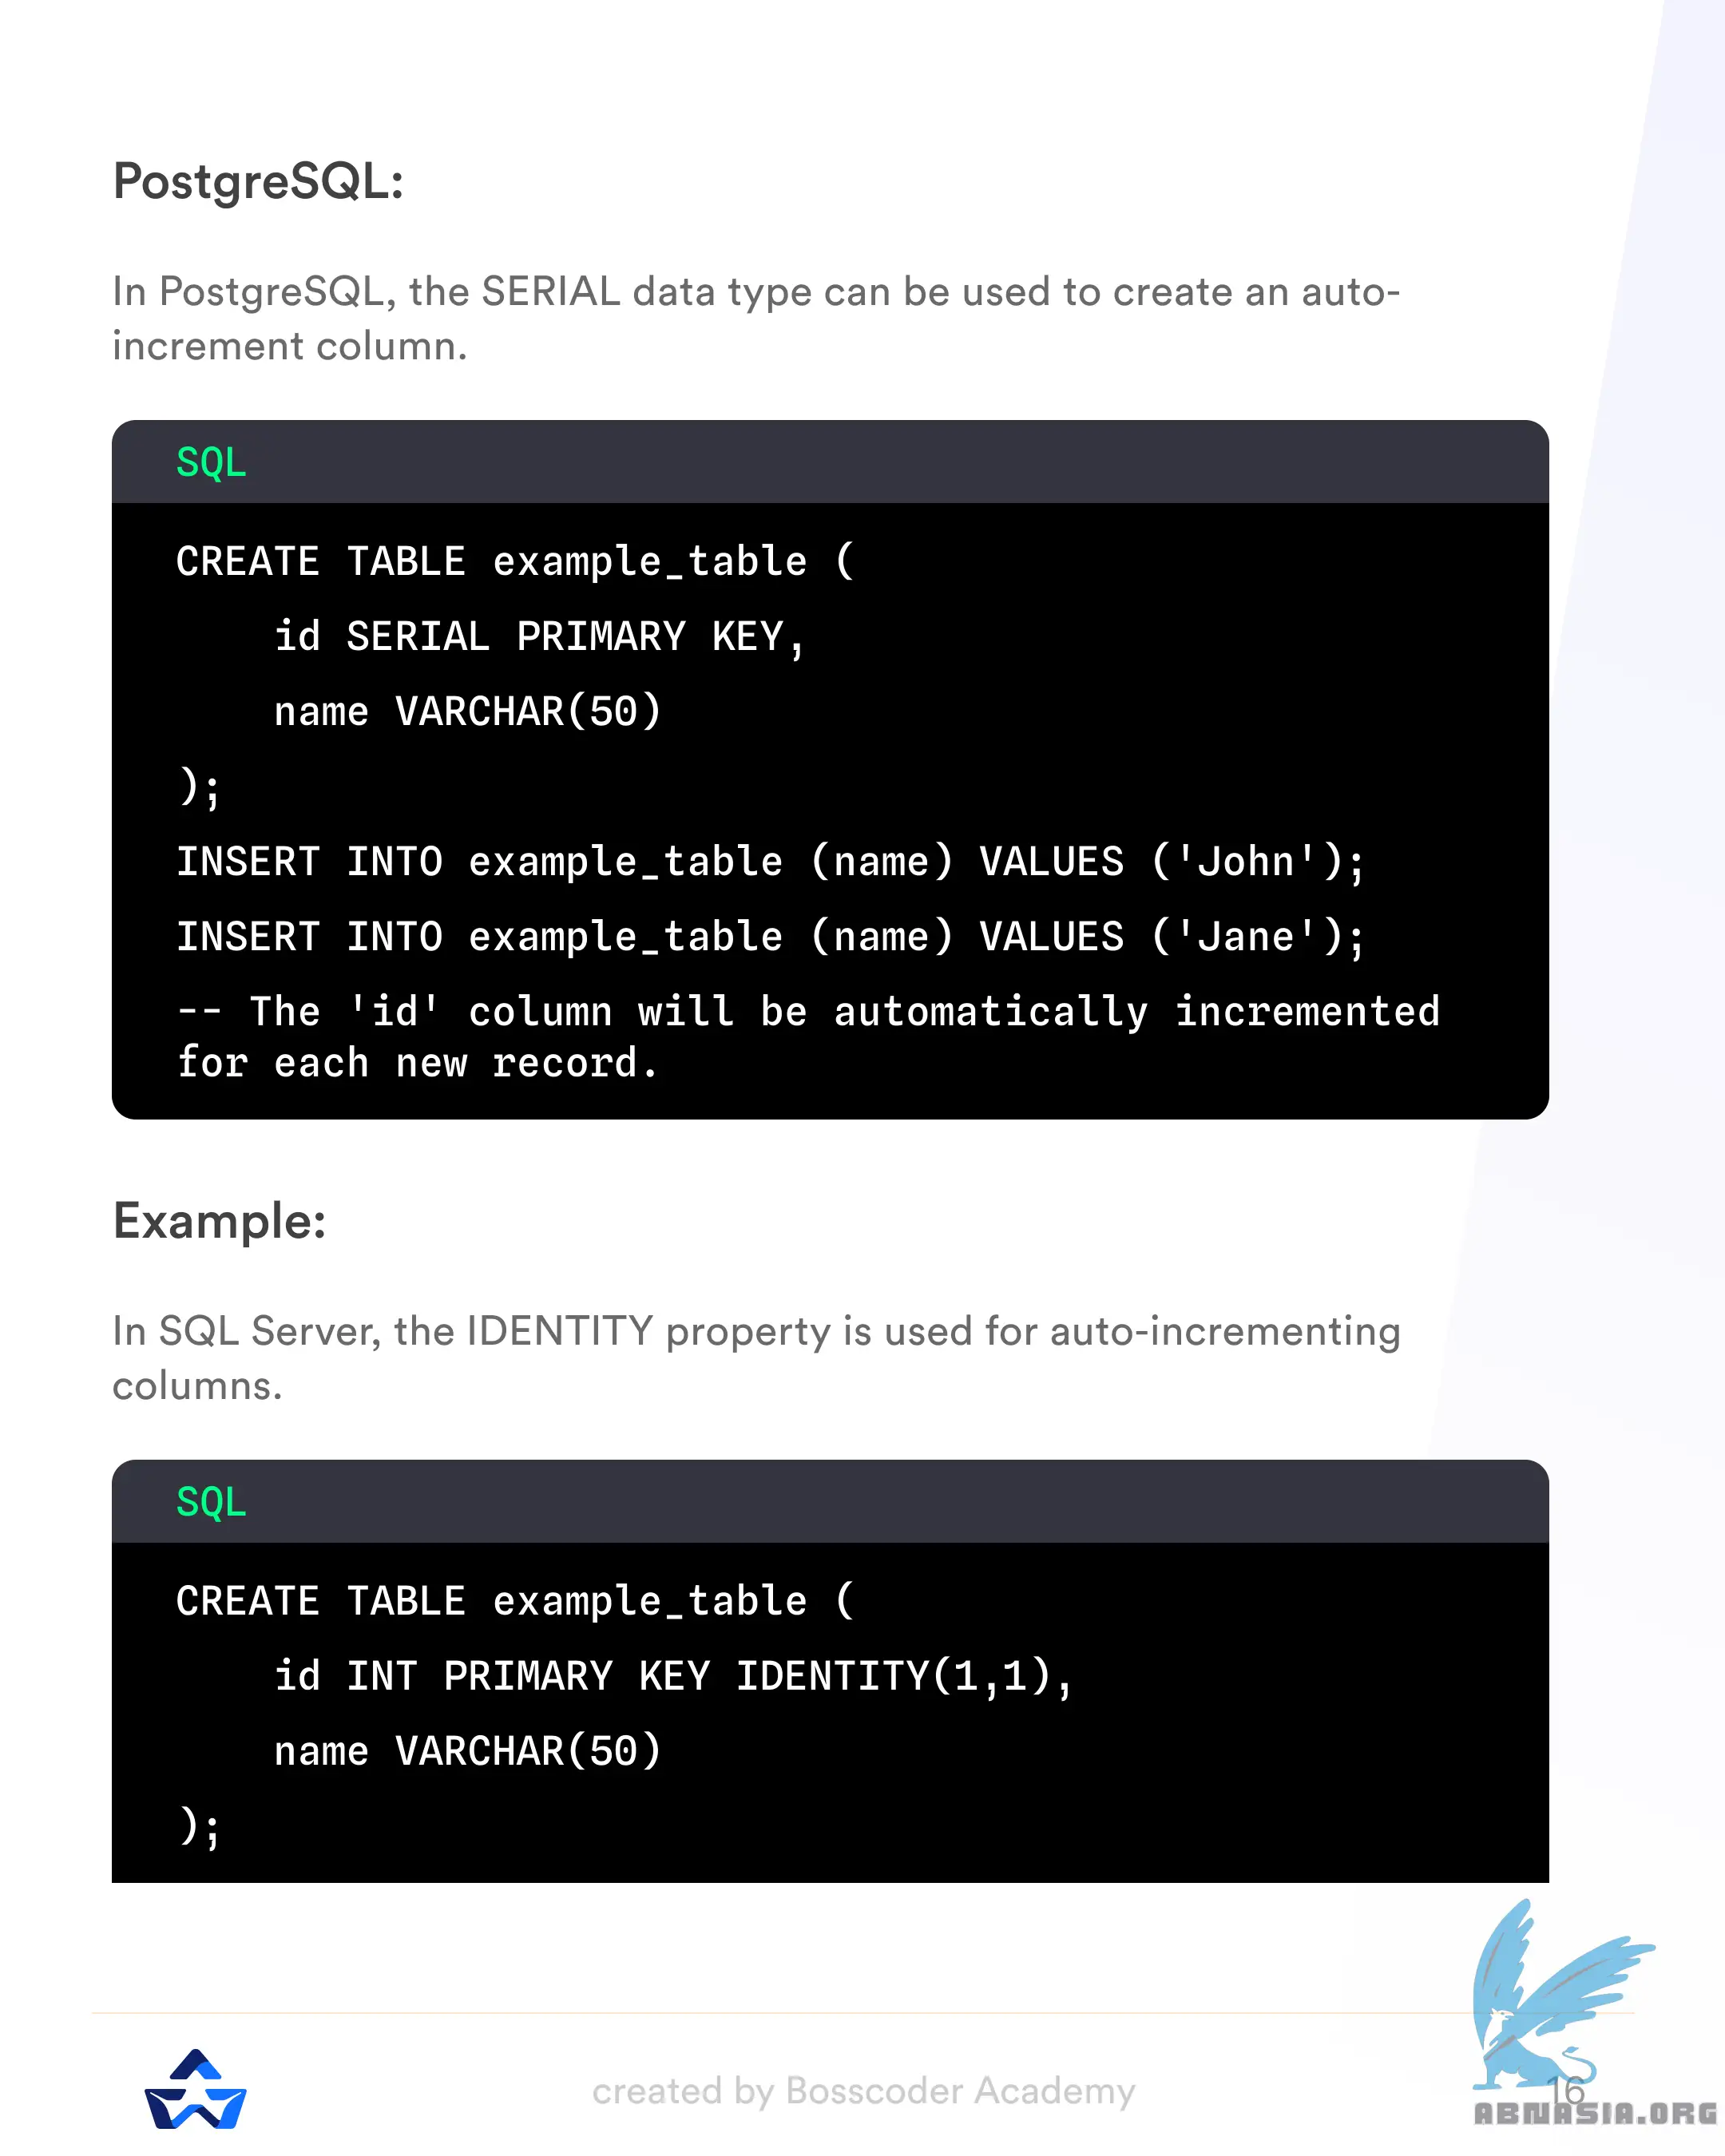 PostgreSQL:
In PostgreSQL, the SERIAL data type can be used to create an auto-
increment column.
SQL
CREATE TABLE example_table (
    id SERIAL PRIMARY KEY,
    name VARCHAR(50)
);
INSERT INTO example_table (name) VALUES ('John');
INSERT INTO example_table (name) VALUES ('Jane');
-- The 'id' column will be automatically incremented
for each new record.
Example:
In SQL Server, the IDENTITY property is used for auto-incrementing
columns.
SQL
CREATE TABLE example_table (
    id INT PRIMARY KEY IDENTITY(1,1),
    name VARCHAR(50)
);
created by Bosscoder Academy
16
ABNASIA.ORG